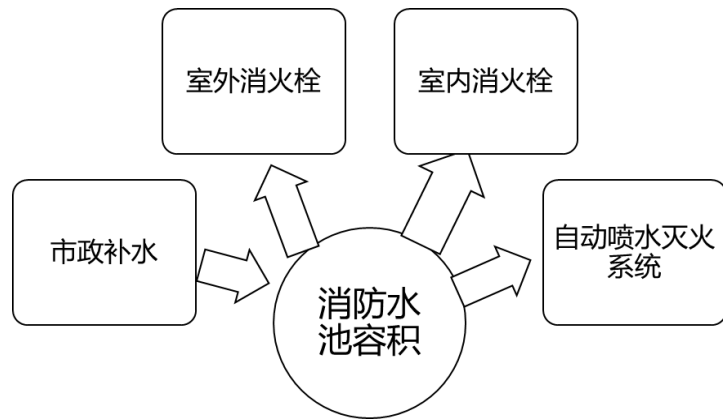 室外消火栓
室内消火栓
市政补水
自动喷水灭火
系统
消防水
池容积